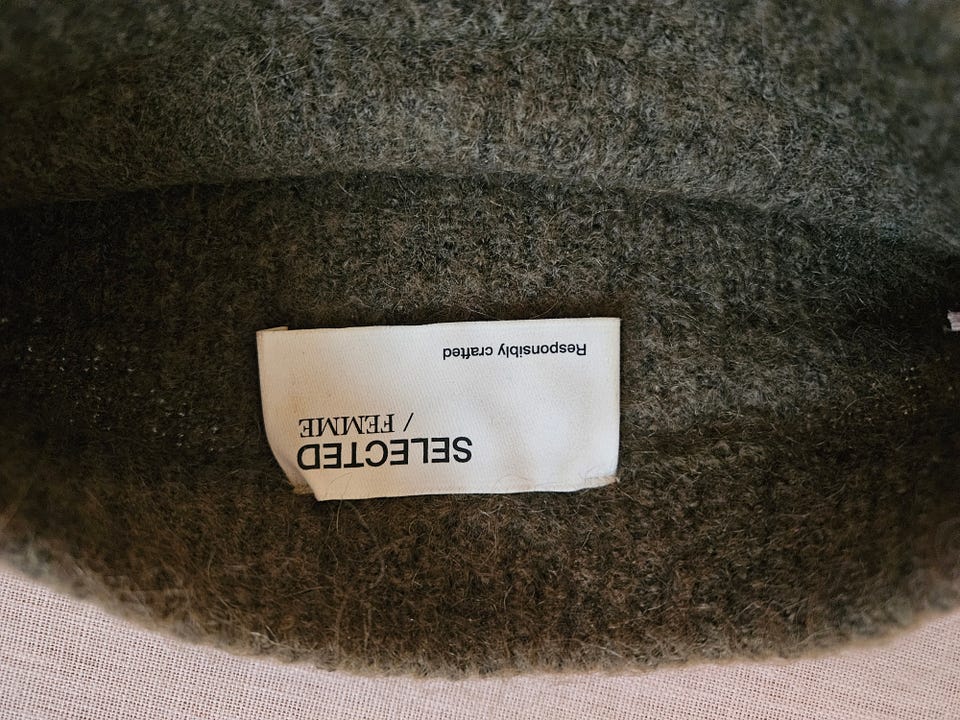 SELECTED
/ FEMME
Responsibly crafted